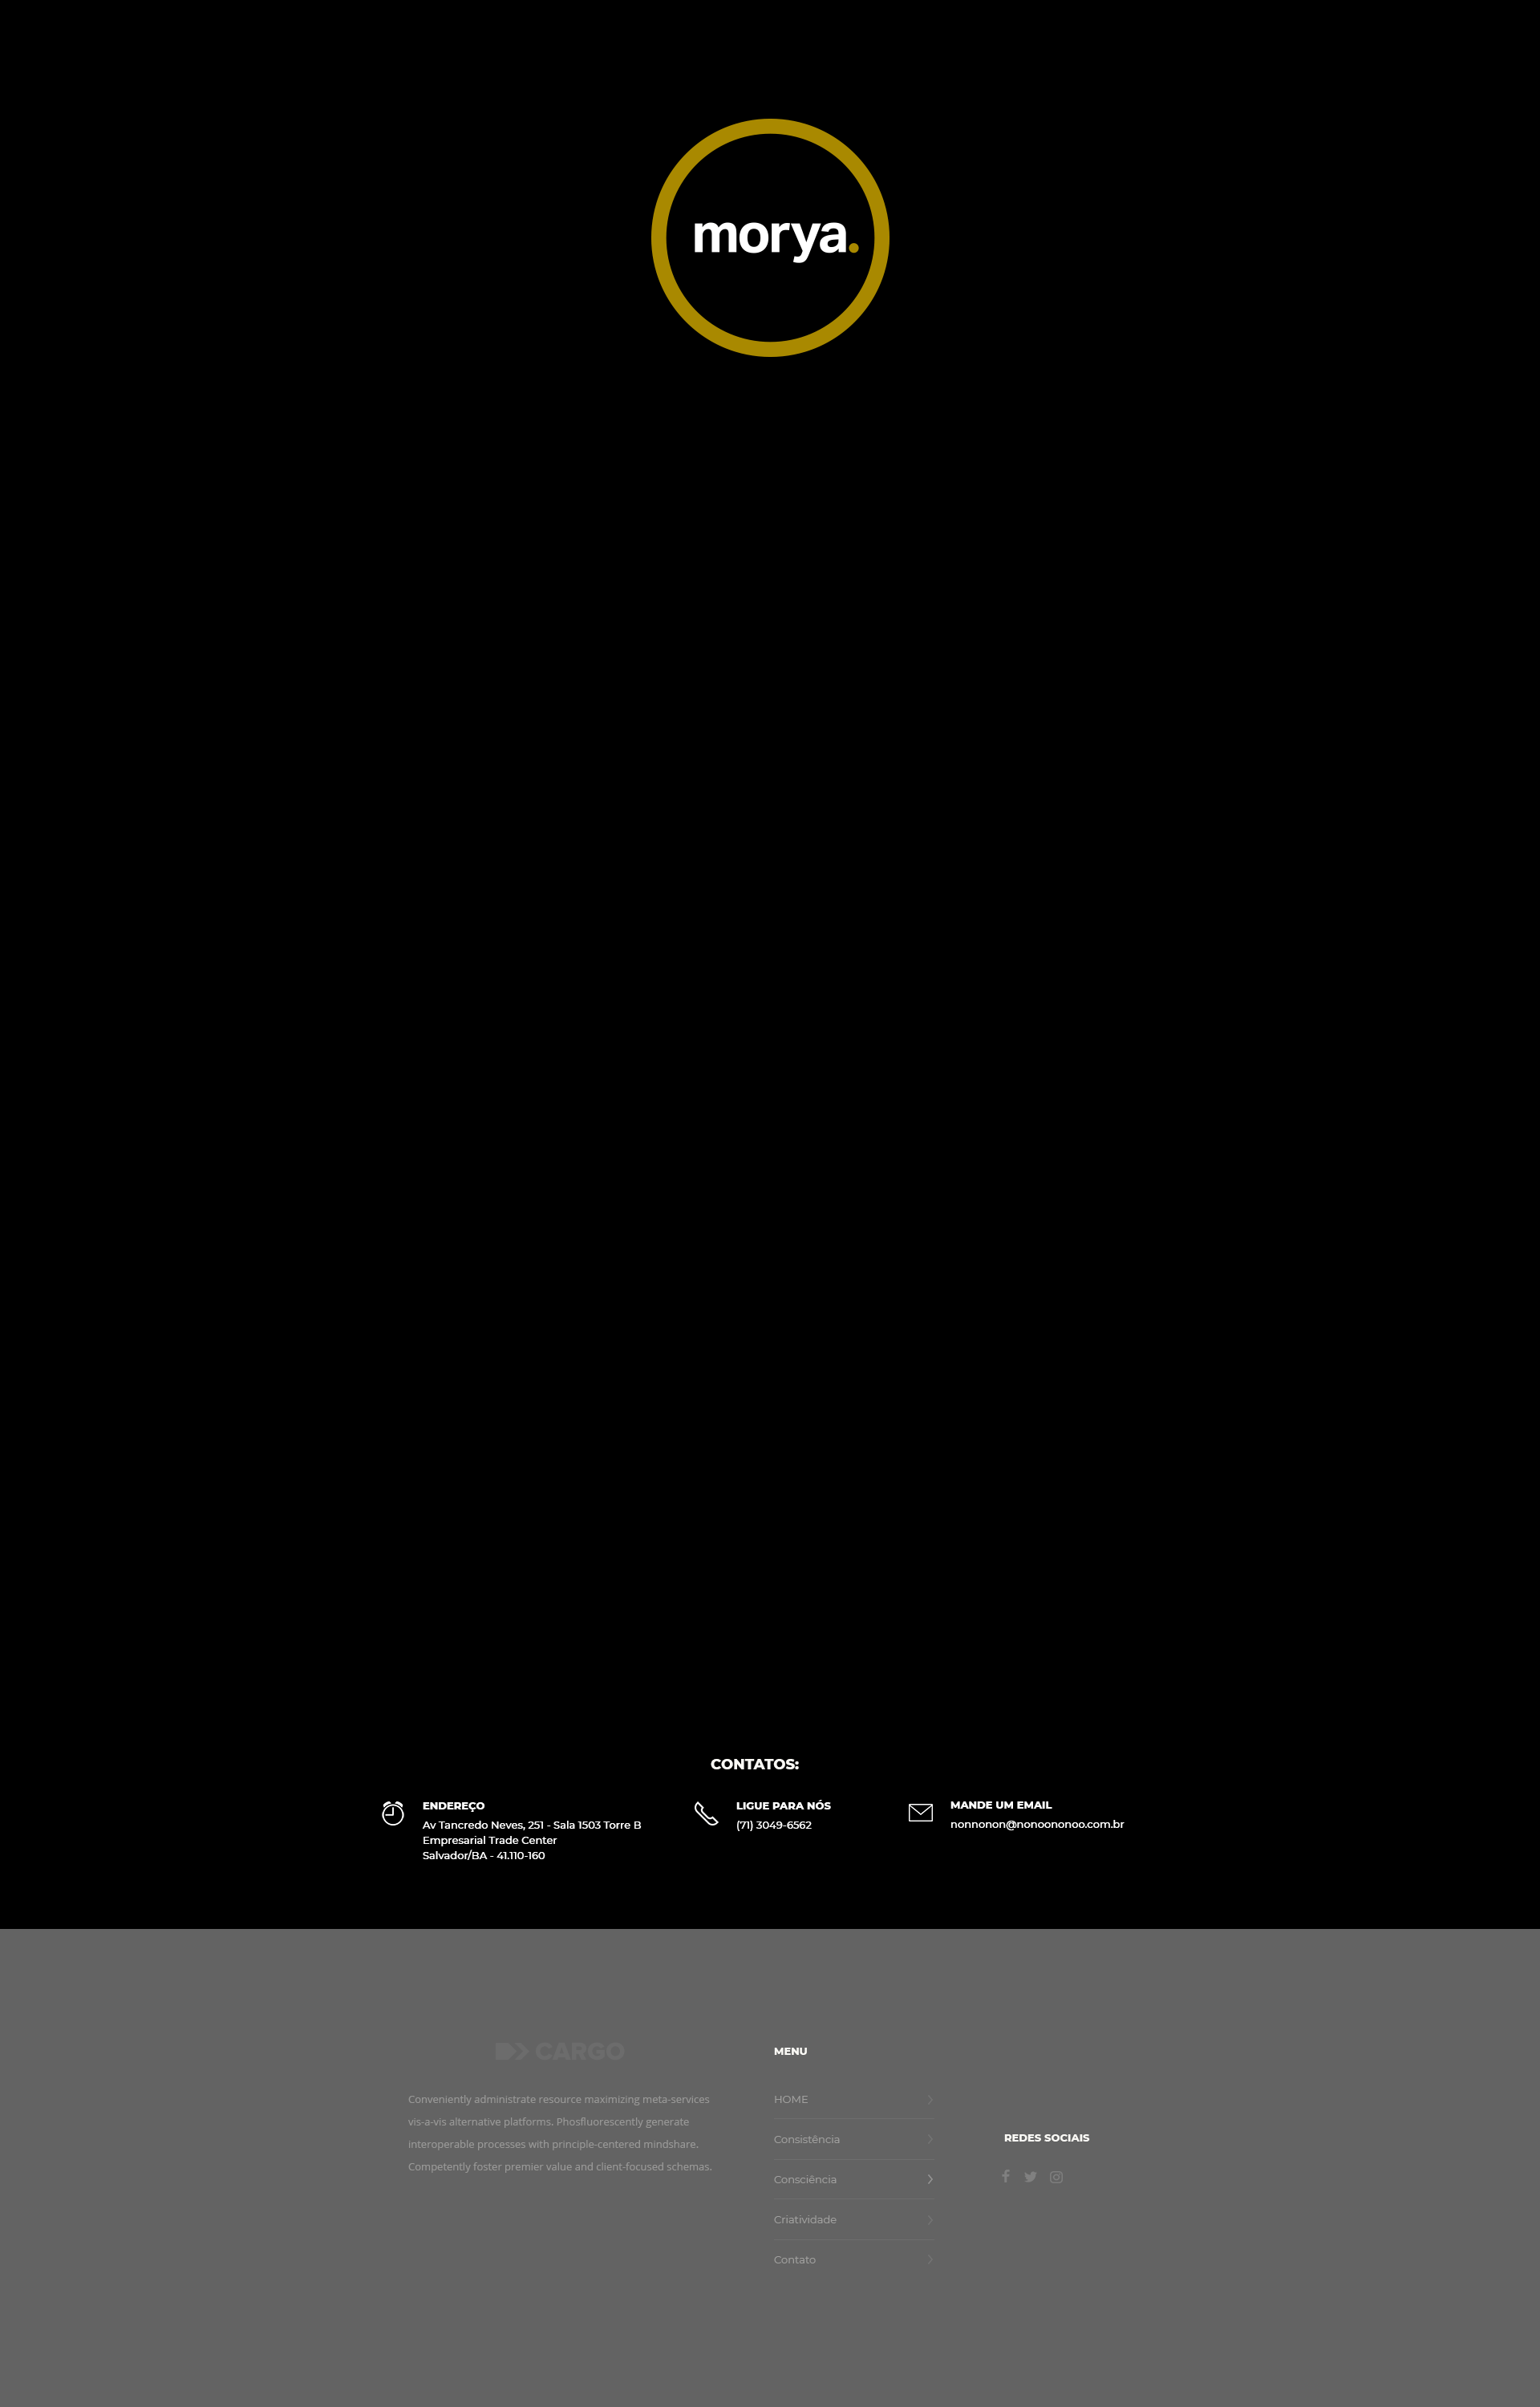 morya.
CONTATOS:
ENDEREÇO
Av Tancredo Neves, 251 - Sala 1503 Torre B
Empresarial Trade Center
Salvador/BA - 41.110-160
LIGUE PARA NÓS
(71) 3049-6562
MANDE UM EMAIL
nonnonon@nonoononoo.com.br
CARGO
Conveniently administrate resource maximizing meta-services
vis-a-vis alternative platforms. Phosfluorescently generate
interoperable processes with principle-centered mindshare.
Competently foster premier value and client-focused schemas.
MENU
HOME
Consistência
Consciência
Criatividade
Contato
REDES SOCIAIS